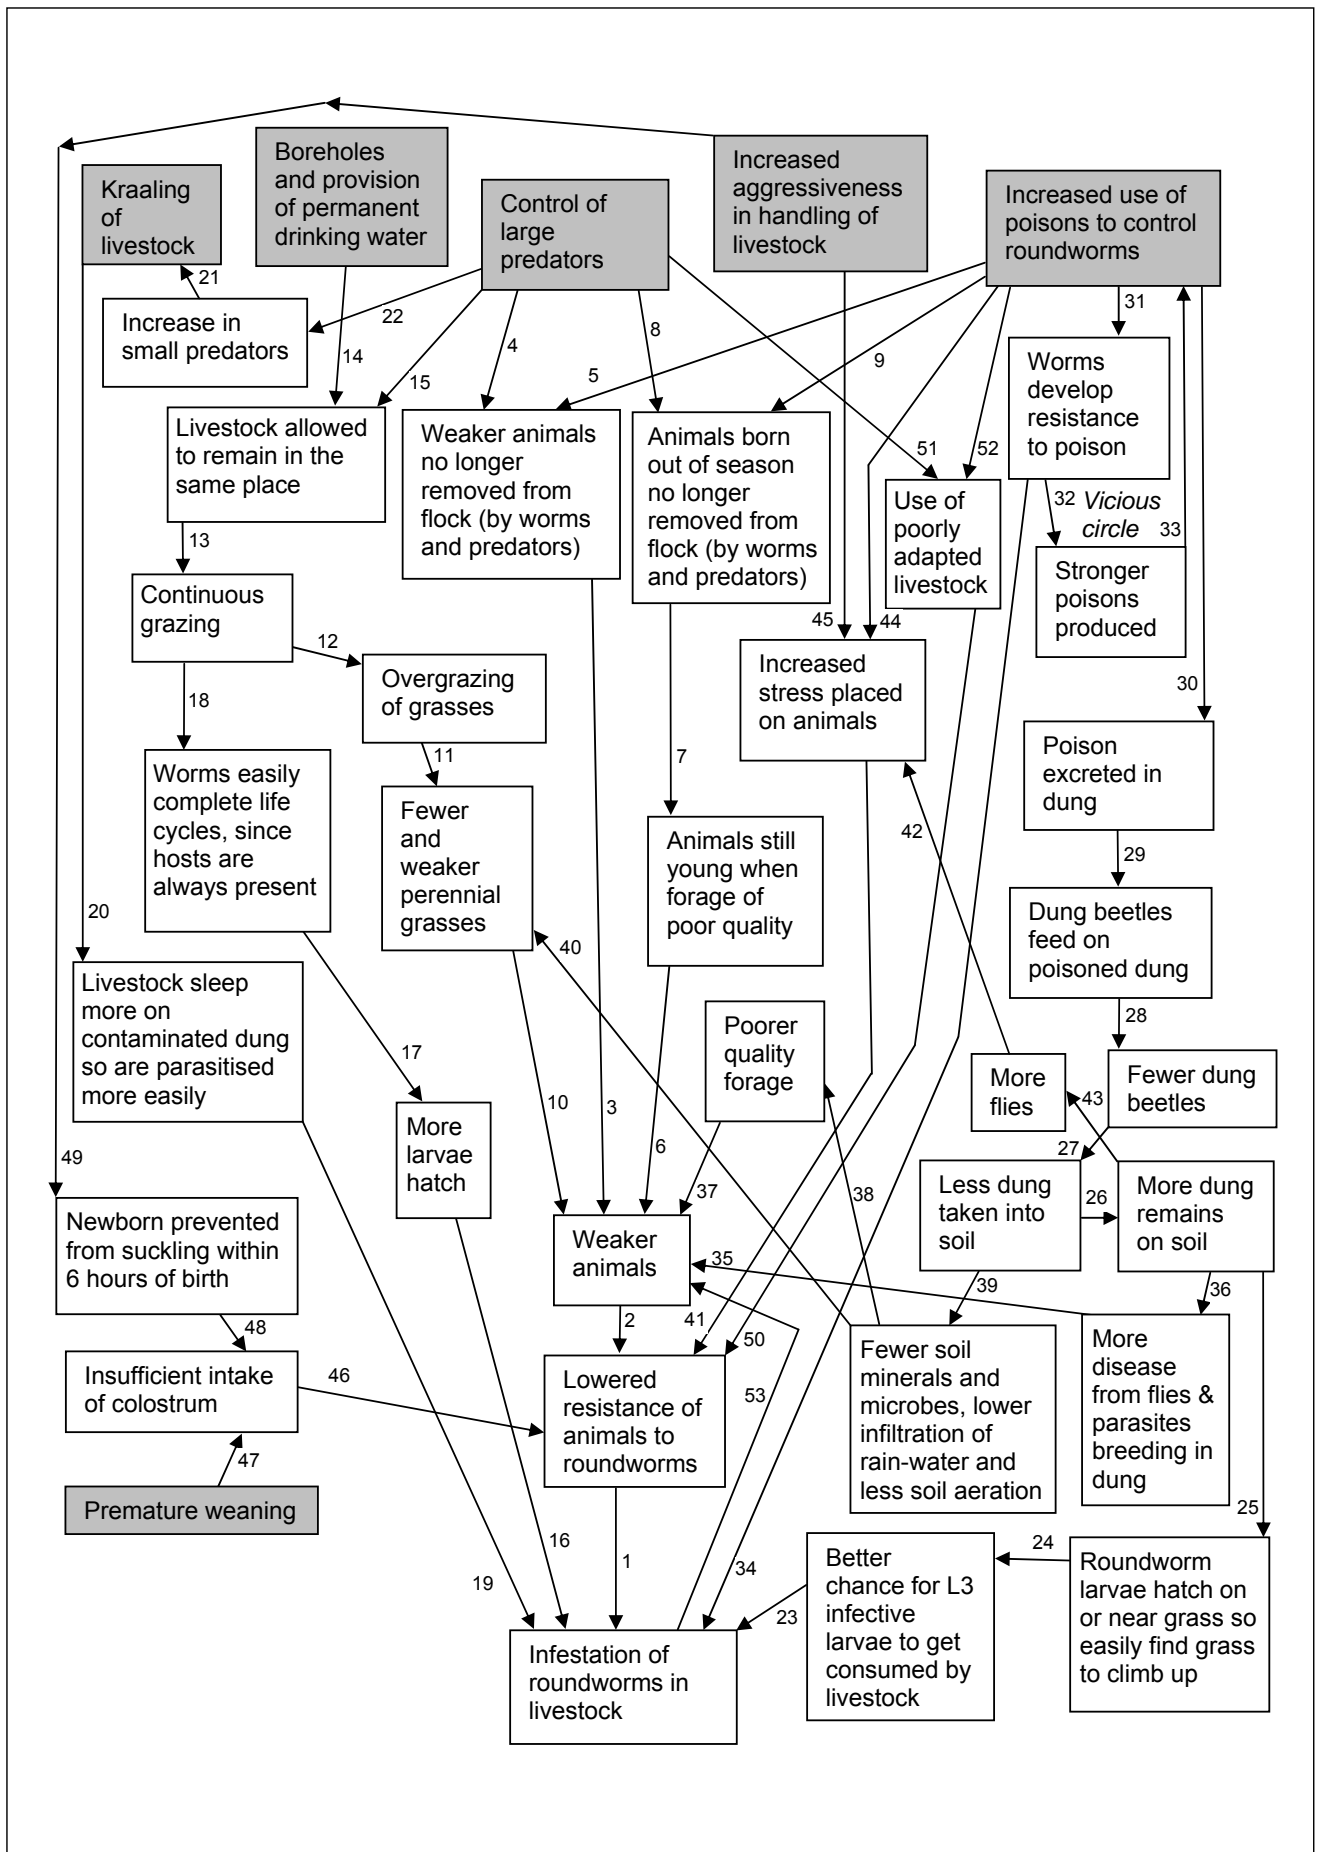 Kraaling
of
livestock
Boreholes
and provision
of permanent
drinking water
Control of
large
predators
Increased
aggressiveness
in handling of
livestock
Increased use of
poisons to control
roundworms
21
22
14
15
4
8
5
9
31
Increase in
small predators
Worms
develop
resistance
to poison
Livestock allowed
to remain in the
same place
Weaker animals
no longer
removed from
flock (by worms
and predators)
Animals born
out of season
no longer
removed from
flock (by worms
and predators)
51
52
Use of
poorly
adapted
livestock
32
Vicious
circle
33
13
Continuous
grazing
Stronger
poisons
produced
12
45
44
Increased
stress placed
on animals
Overgrazing
of grasses
18
30
11
7
Poison
excreted in
dung
Worms easily
complete life
cycles, since
hosts are
always present
Fewer
and
weaker
perennial
grasses
Animals still
young when
forage of
poor quality
42
29
20
40
Dung beetles
feed on
poisoned dung
Livestock sleep
more on
contaminated dung
so are parasitised
more easily
Poorer
quality
forage
28
17
10
3
More
flies
43
Fewer dung
beetles
More
larvae
hatch
6
27
49
37
38
Less dung
taken into
soil
26
More dung
remains
on soil
Newborn prevented
from suckling within
6 hours of birth
Weaker
animals
35
39
36
48
2
41
50
Insufficient intake
of colostrum
46
Lowered
resistance of
animals to
roundworms
53
Fewer soil
minerals and
microbes, lower
infiltration of
rain-water and
less soil aeration
More
disease
from flies &
parasites
breeding in
dung
47
Premature weaning
25
19
16
1
34
23
24
Better
chance for L3
infective
larvae to get
consumed by
livestock
Roundworm
larvae hatch on
or near grass so
easily find grass
to climb up
Infestation of
roundworms in
livestock